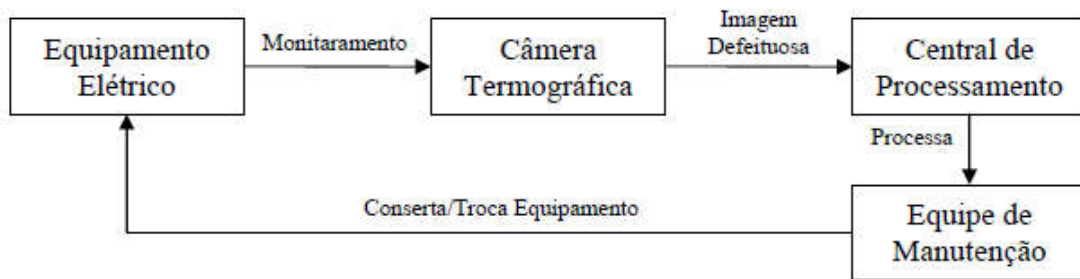 Equipamento
Elétrico
Monitaramento
Câmera
Termográfica
Imagem
Defeituosa
Central de
Processamento
Processa
Equipe de
Manutenção
Conserta/Troca Equipamento